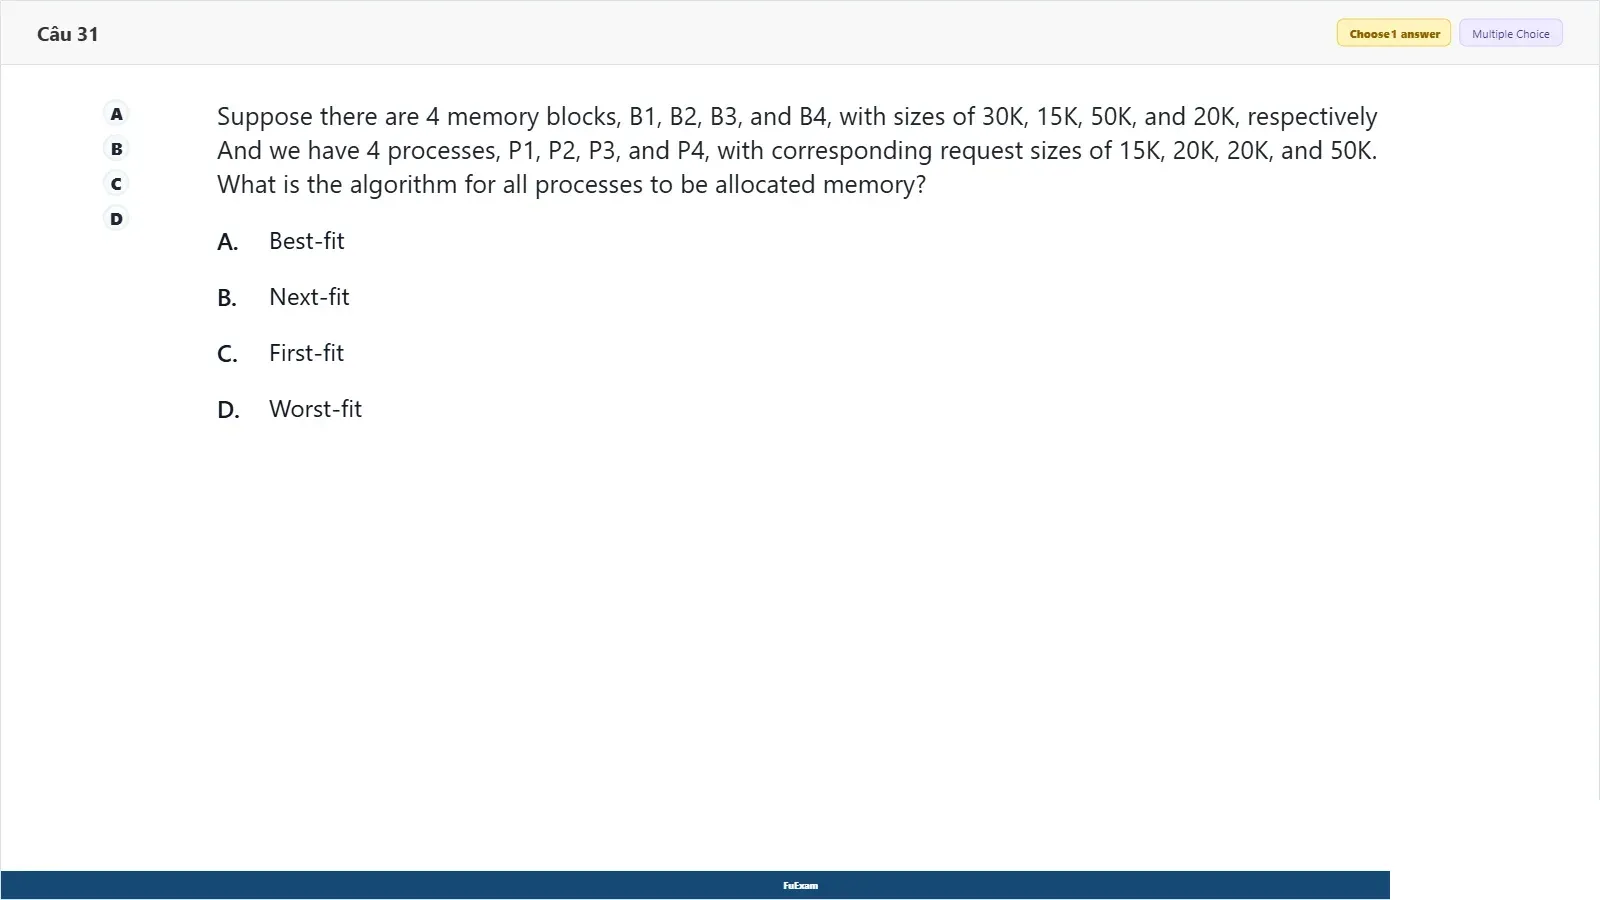 Câu 31
Choose1 answer
Multiple Choice
A
B
C
D
Suppose there are 4 memory blocks, B1, B2, B3, and B4, with sizes of 30K, 15K, 50K, and 20K, respectively
And we have 4 processes, P1, P2, P3, and P4, with corresponding request sizes of 15K, 20K, 20K, and 50K.
What is the algorithm for all processes to be allocated memory?
A. Best-fit
B. Next-fit
C. First-fit
D. Worst-fit
FuExam